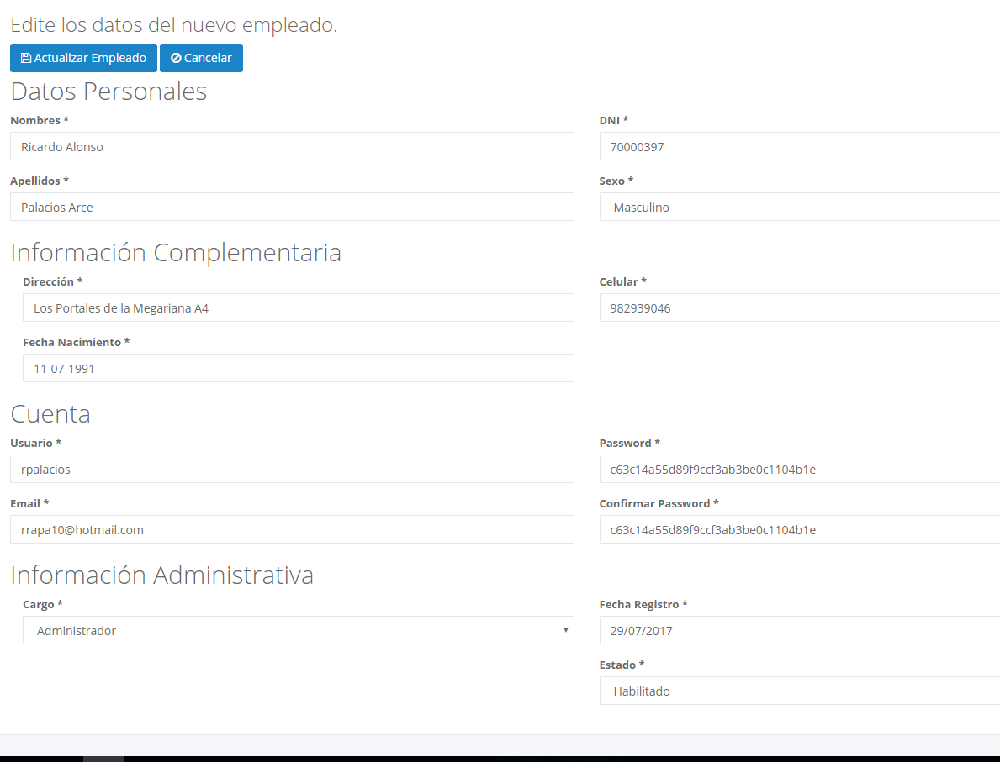 Edite los datos del nuevo empleado.
Actualizar Empleado Cancelar
Datos Personales
Nombres * DNI *
Ricardo Alonso 70000397
Apellidos * Sexo *
Palacios Arce Masculino
Información Complementaria
Dirección * Celular *
Los Portales de la Megariana A4 982939046
Fecha Nacimiento *
11-07-1991
Cuenta
Usuario * Password *
rpalacios c63c14a55d89f9ccf3ab3be0c1104b1e
Email * Confirmar Password *
rrapa10@hotmail.com c63c14a55d89f9ccf3ab3be0c1104b1e
Información Administrativa
Cargo * Fecha Registro *
Administrador 29/07/2017
Estado *
Habilitado